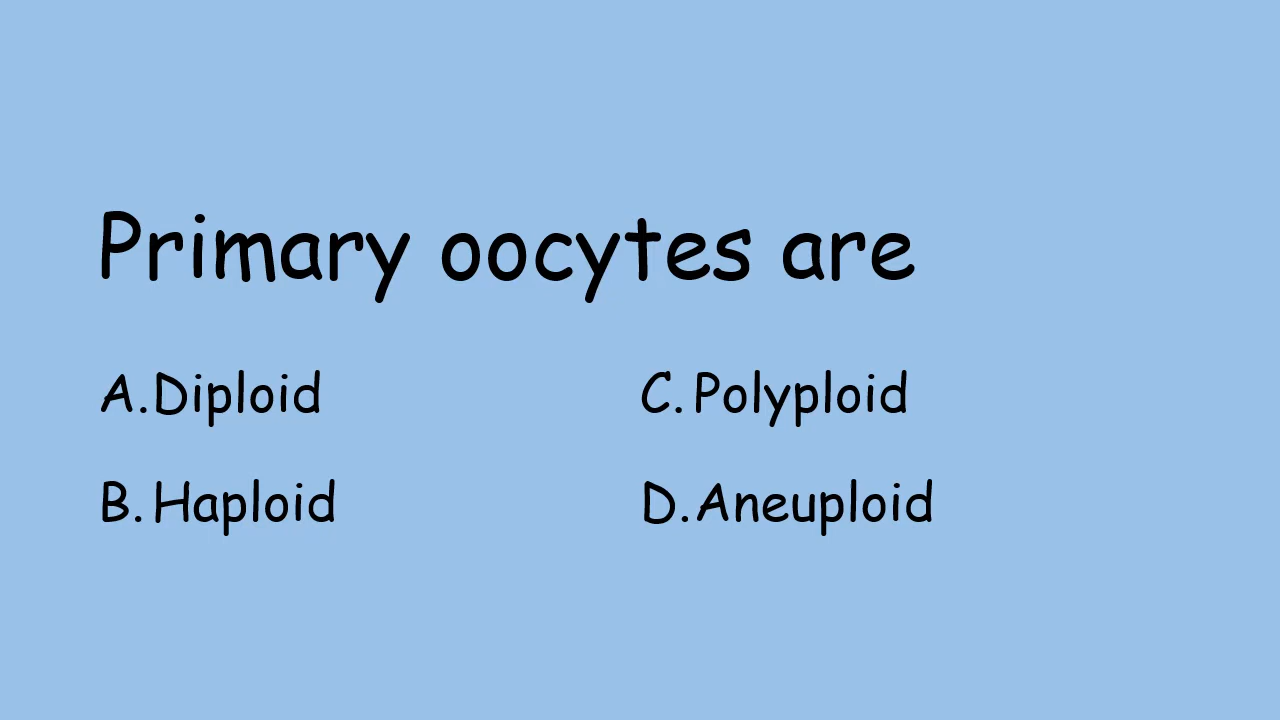 Primary oocytes are
A. Diploid
B. Haploid
C. Polyploid
D. Aneuploid